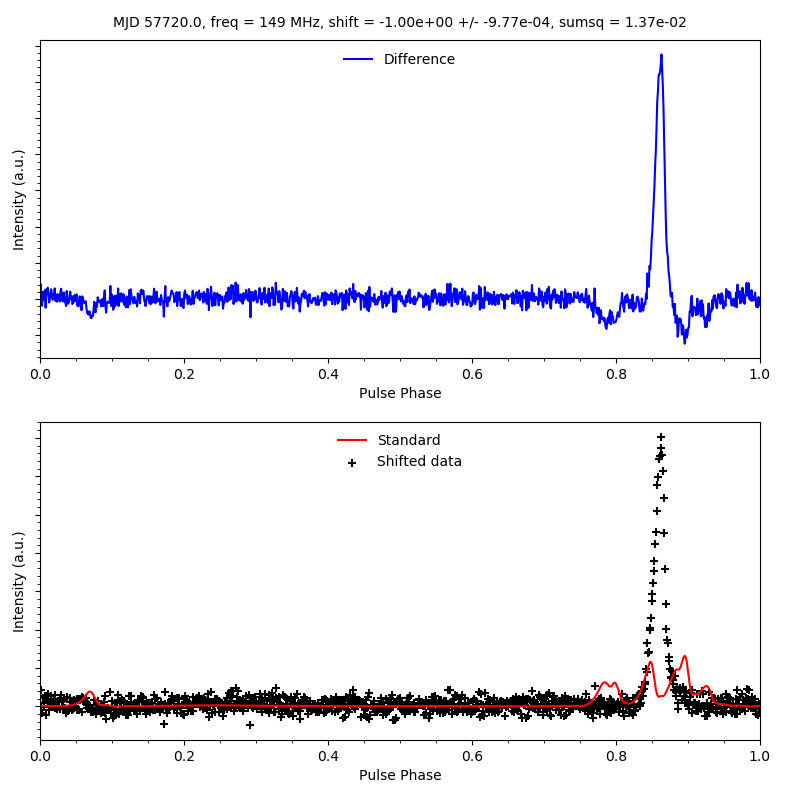 MJD 57720.0, freq = 149 MHz, shift = -1.00e+00 +/- -9.77e-04, sumsq = 1.37e-02
Difference
Intensity (a.u.)
0.0 0.2 0.4 0.6 0.8 1.0
Pulse Phase
Standard
Shifted data
Intensity (a.u.)
0.0 0.2 0.4 0.6 0.8 1.0
Pulse Phase